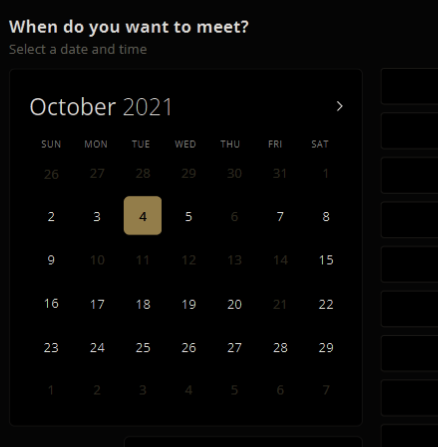 When do you want to meet?
Select a date and time
October 2021 >
SUN MON TUE WED THU FRI SAT
26 27 28 29 30 31 1
2 3 4 5 6 7 8
9 10 11 12 13 14 15
16 17 18 19 20 21 22
23 24 25 26 27 28 29
1 2 3 4 5 6 7